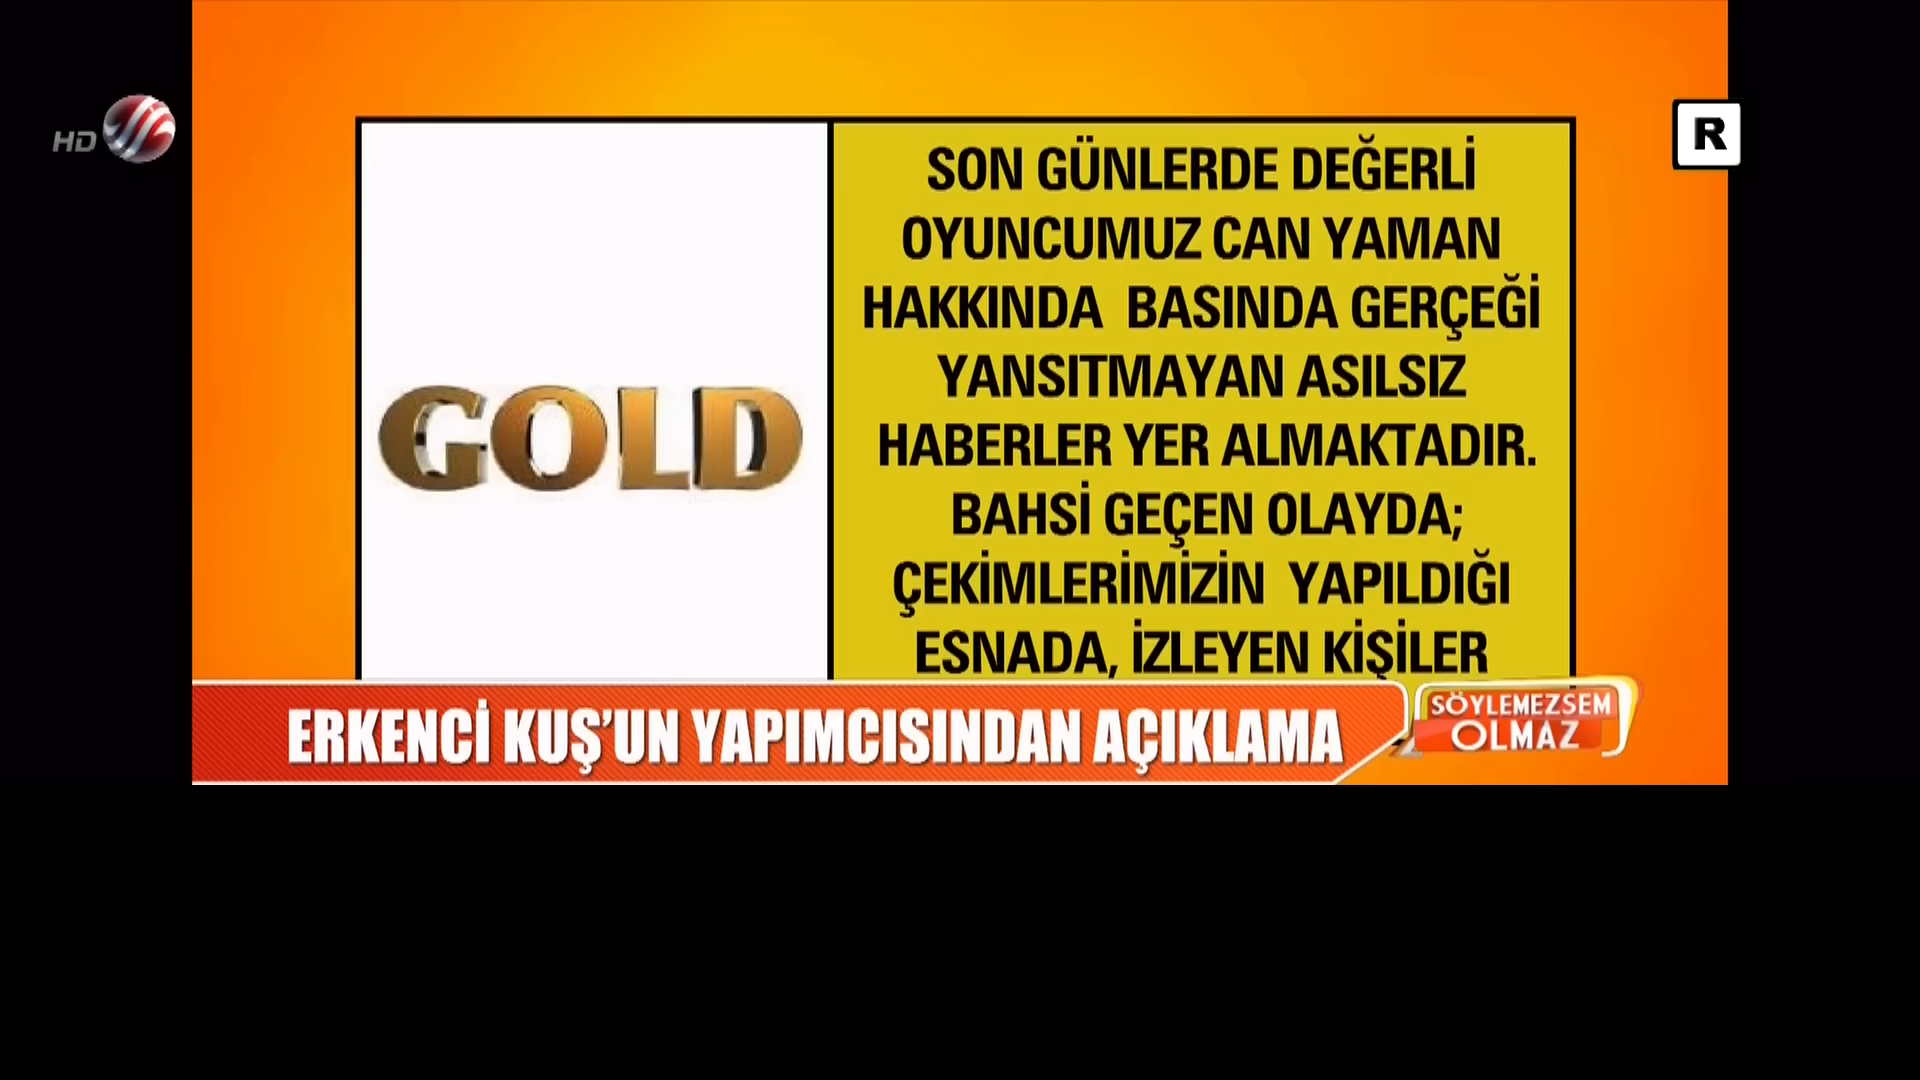 HD
R
SON GÜNLERDE DEĞERLİ
OYUNCUMUZ CAN YAMAN
HAKKINDA BASINDA GERÇEĞİ
YANSITMAYAN ASILSIZ
HABERLER YER ALMAKTADIR.
BAHSİ GEÇEN OLAYDA;
ÇEKİMLERİMİZİN YAPILDIĞI
ESNADA, İZLEYEN KİŞİLER
GOLD
ERKENCİ KUŞ'UN YAPIMCISINDAN AÇIKLAMA
SÖYLEMEZSEM
OLMAZ